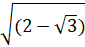 √(2 − √3)